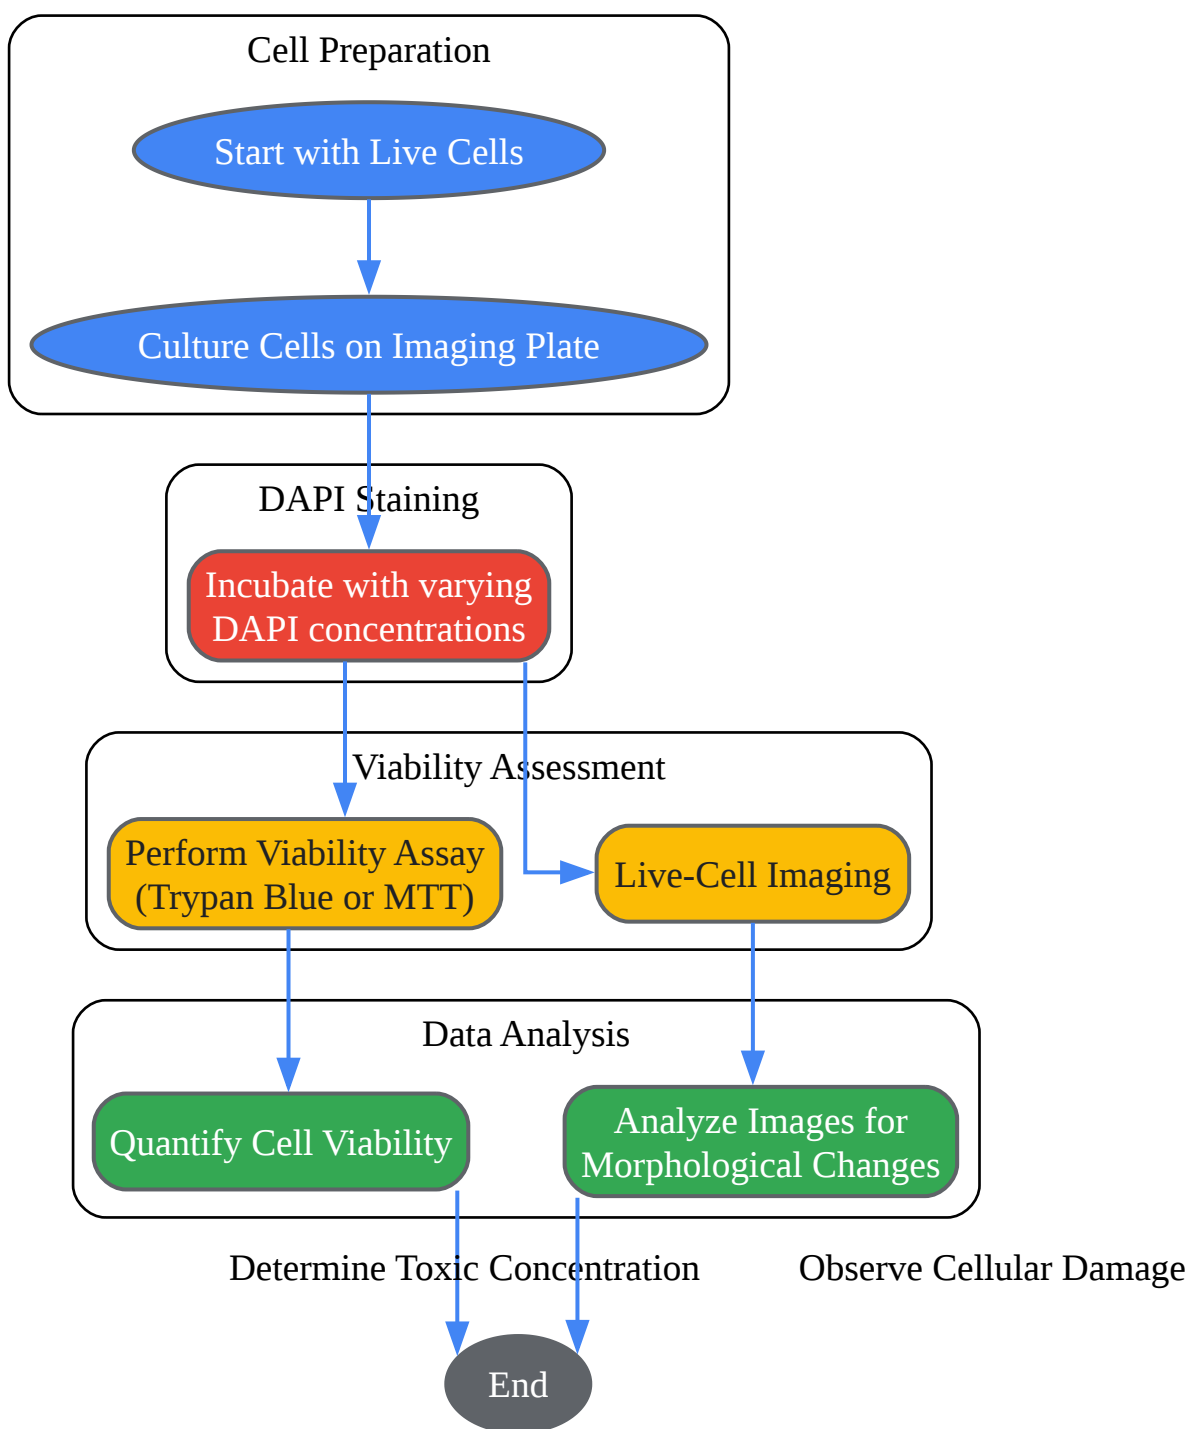 Cell Preparation
Start with Live Cells
Culture Cells on Imaging Plate
DAPI Staining
Incubate with varying
DAPI concentrations
Viability Assessment
Perform Viability Assay
(Trypan Blue or MTT)
Live-Cell Imaging
Data Analysis
Quantify Cell Viability
Analyze Images for
Morphological Changes
Determine Toxic Concentration
Observe Cellular Damage
End